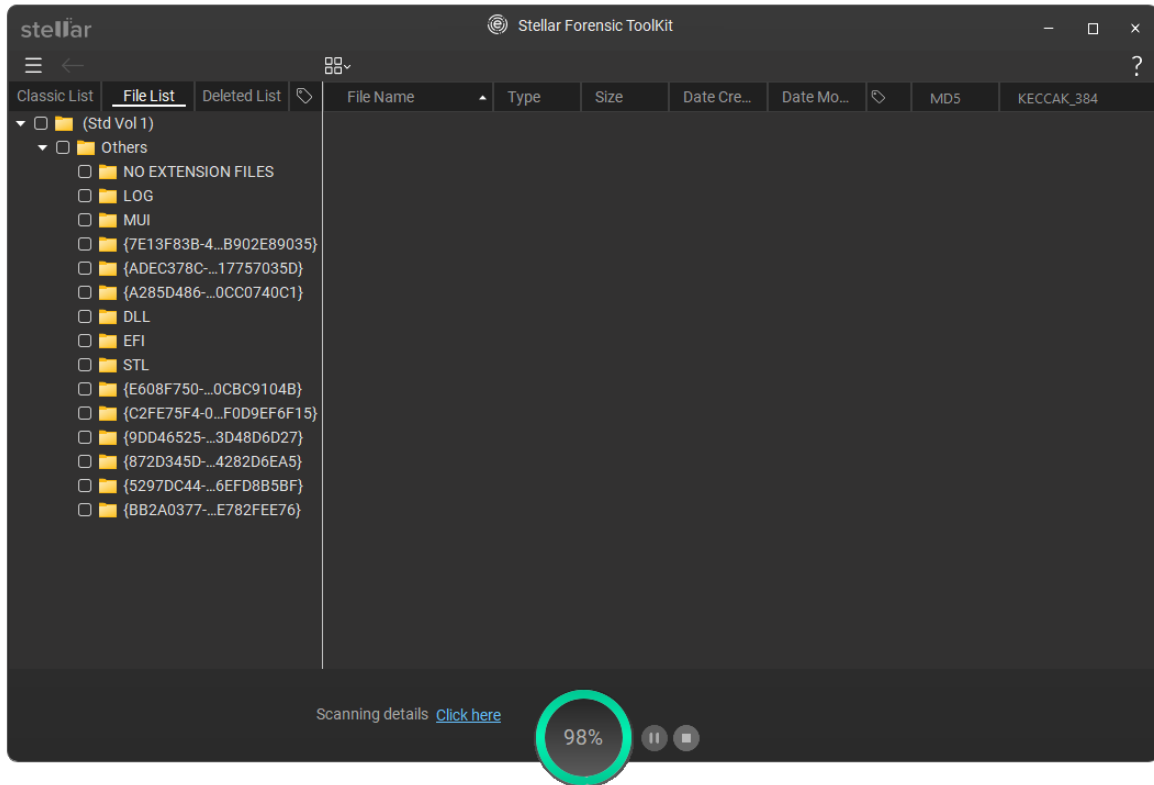 stellar
Stellar Forensic ToolKit
?
Classic List File List Deleted List
File Name Type Size Date Cre... Date Mo... MD5 KECCAK_384
(Std Vol 1)
Others
NO EXTENSION FILES
LOG
MUI
{7E13F83B-4...B902E89035}
{ADEC378C-...17757035D}
{A285D486-...0CC0740C1}
DLL
EFI
STL
{E608F750-...0CBC9104B}
{C2FE75F4-0...F0D9EF6F15}
{9DD46525-...3D48D6D27}
{872D345D-...4282D6EA5}
{5297DC44-...6EFD8B5BF}
{BB2A0377-...E782FEE76}
Scanning details Click here
98%